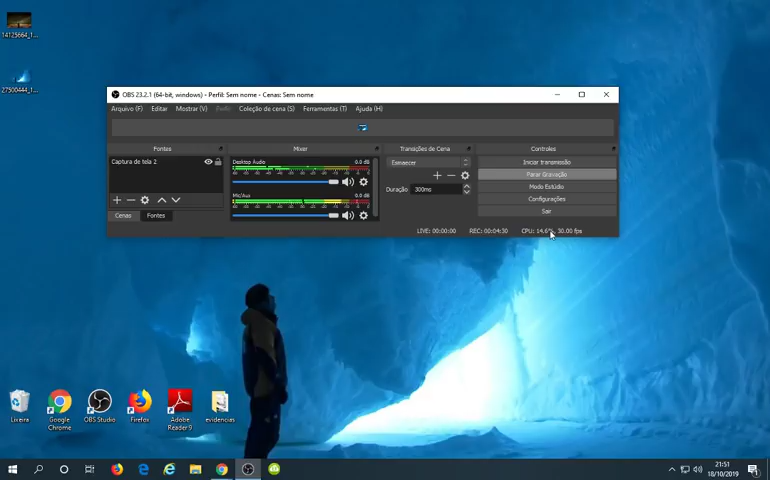 14125664_1...
27500444_1...
OBS 23.2.1 (64-bit, windows) - Perfil: Sem nome - Cenas: Sem nome
Arquivo (F) Editar Mostrar (V) Coleção de cena (S) Ferramentas (T) Ajuda (H)
Fontes Mixer Transições de Cena Controles
Captura de tela 2
Desktop Audio 0.0 dB
Mic/Aux 0.0 dB
Cenas Fontes
Esmaecer
Duração 300ms
Iniciar transmissão
Parar Gravação
Modo Estúdio
Configurações
Sair
LIVE: 00:00:00 REC: 00:04:30 CPU: 14.6%, 30.00 fps
Lixeira
Google
Chrome
OBS Studio
Firefox
Adobe
Reader 9
evidencias
21:51
18/10/2019